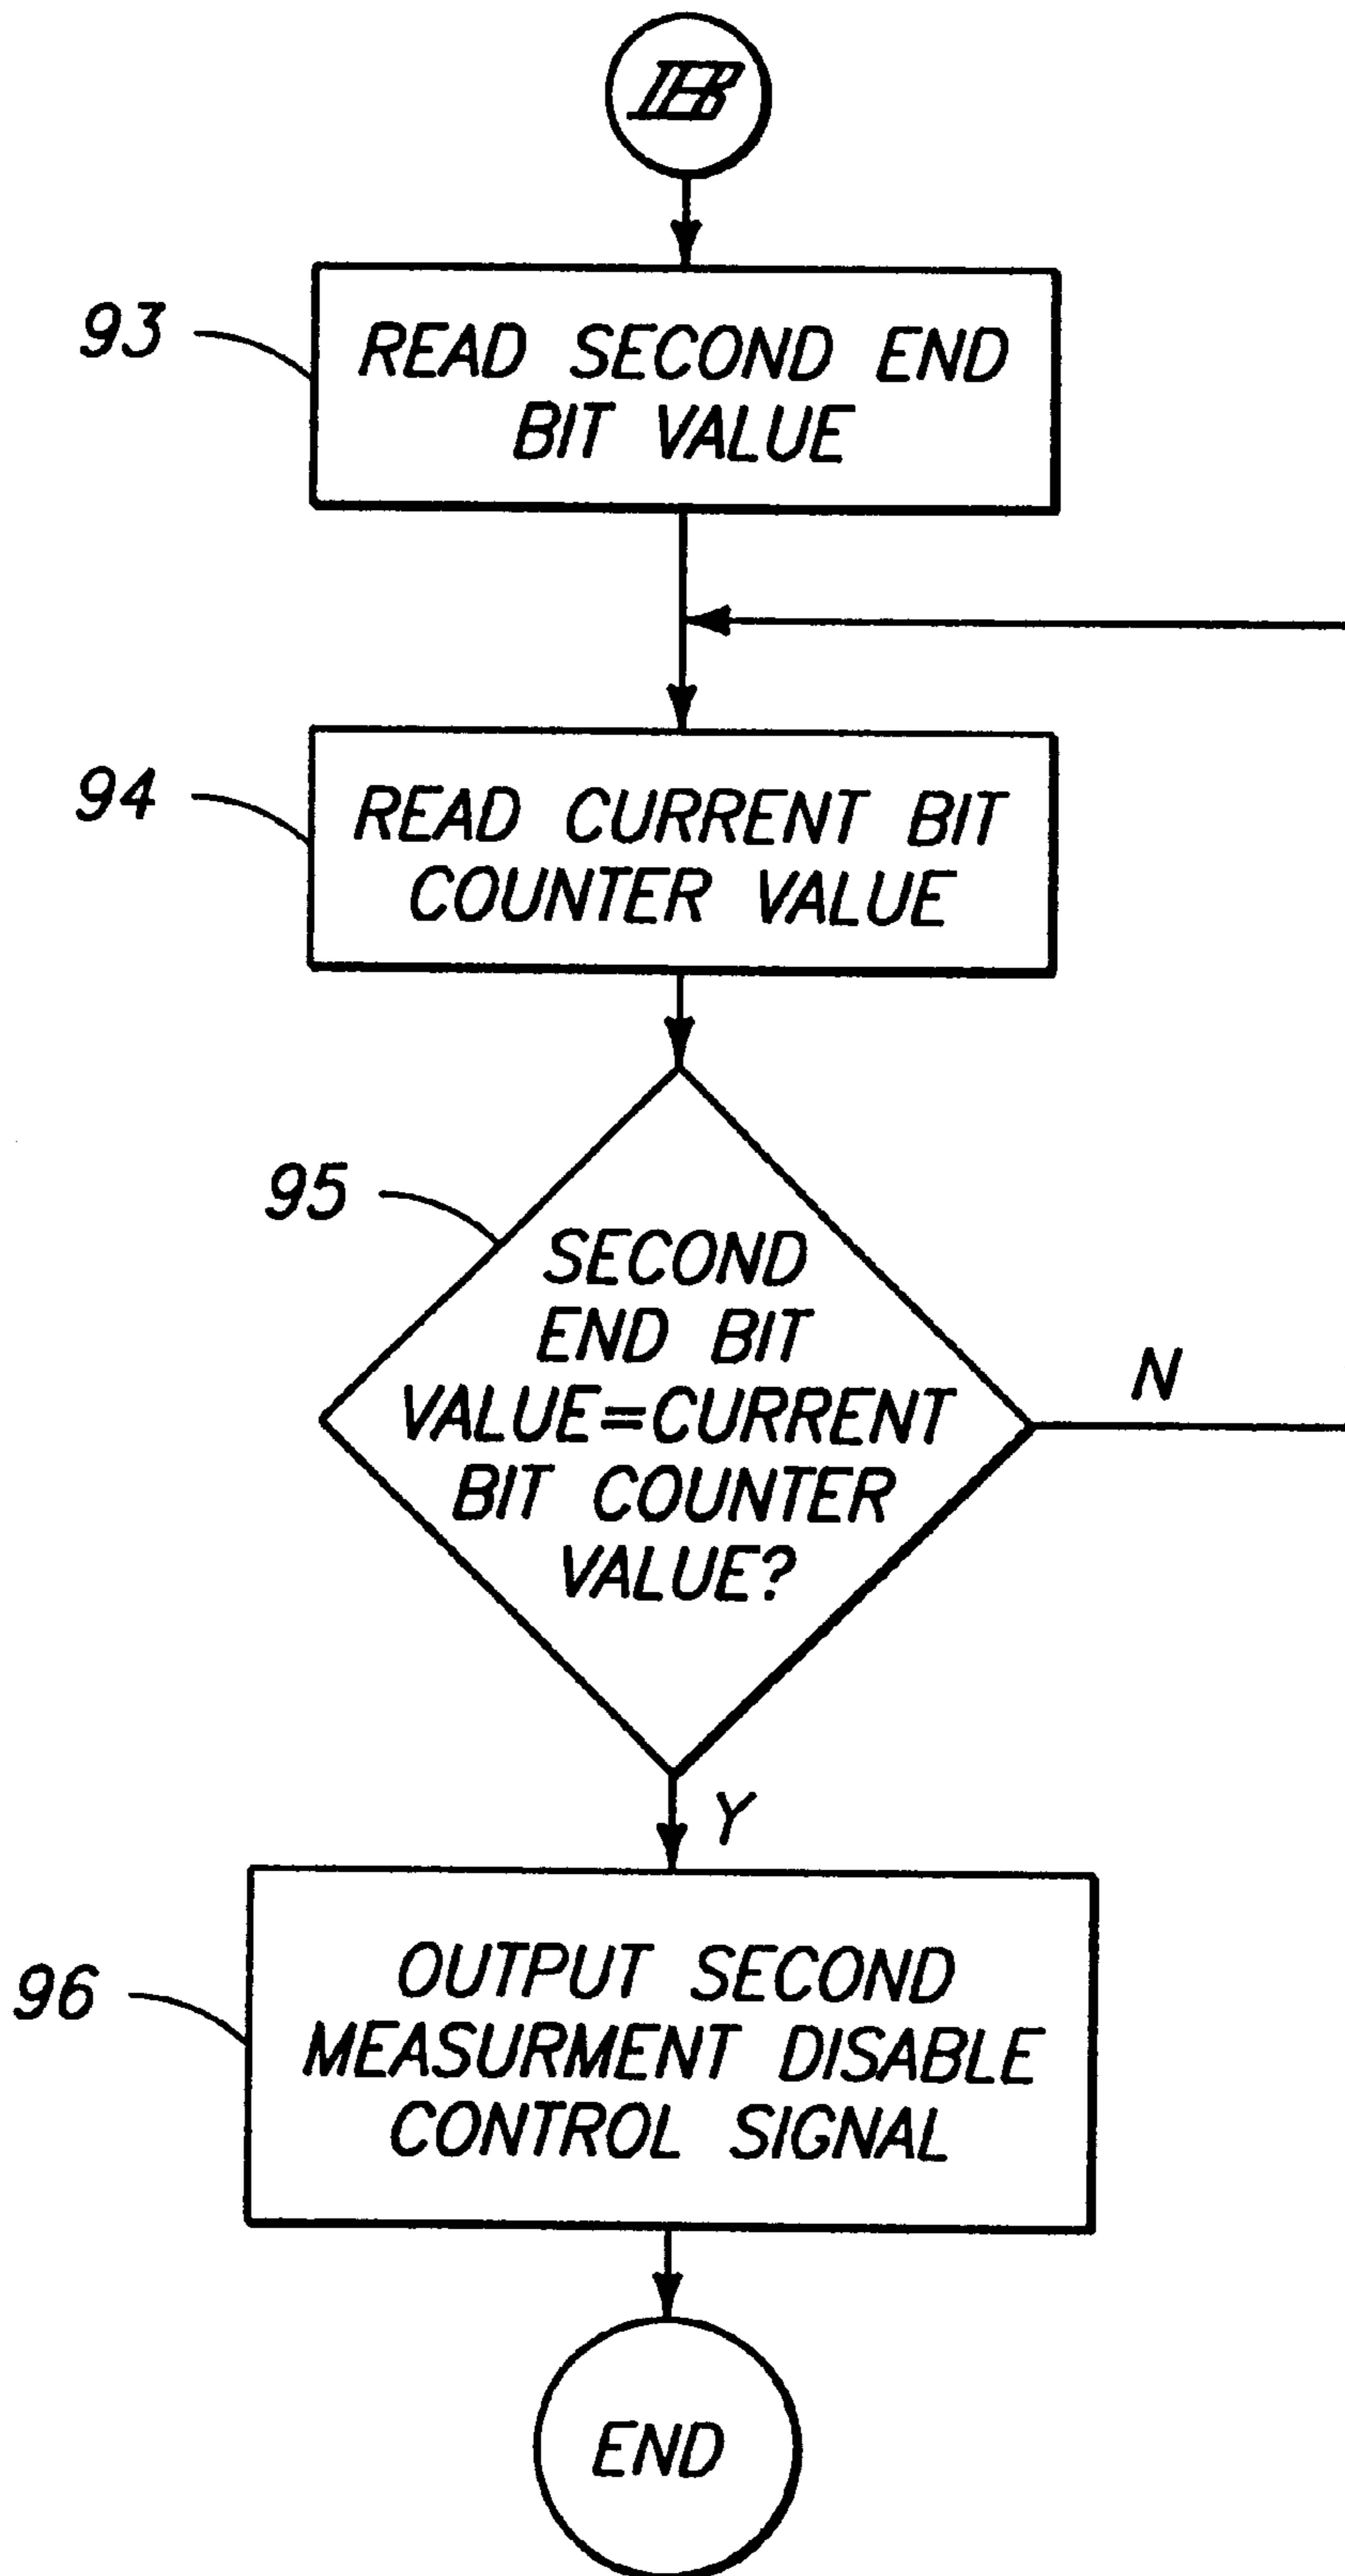 93
READ SECOND END
BIT VALUE
94
READ CURRENT BIT
COUNTER VALUE
95
SECOND
END BIT
VALUE=CURRENT
BIT COUNTER
VALUE?
N
Y
96
OUTPUT SECOND
MEASURMENT DISABLE
CONTROL SIGNAL
END